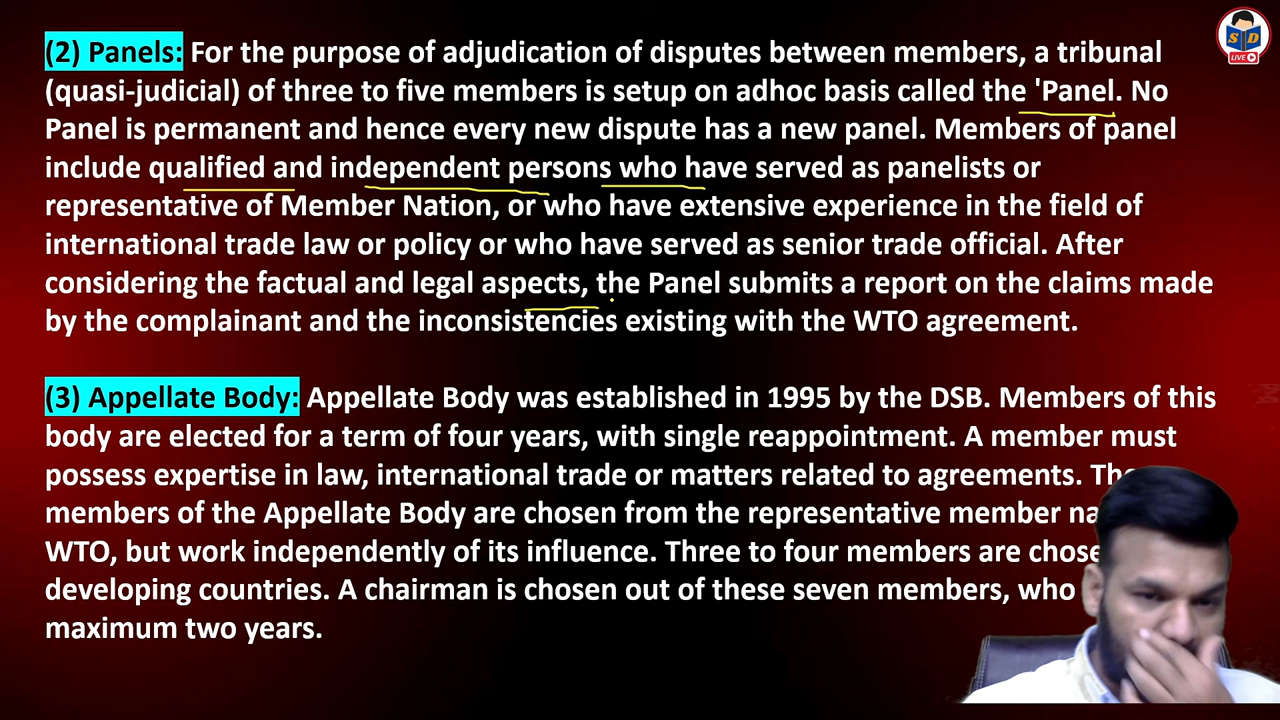 (2) Panels: For the purpose of adjudication of disputes between members, a tribunal
(quasi-judicial) of three to five members is setup on adhoc basis called the 'Panel. No
Panel is permanent and hence every new dispute has a new panel. Members of panel
include qualified and independent persons who have served as panelists or
representative of Member Nation, or who have extensive experience in the field of
international trade law or policy or who have served as senior trade official. After
considering the factual and legal aspects, the Panel submits a report on the claims made
by the complainant and the inconsistencies existing with the WTO agreement.
(3) Appellate Body: Appellate Body was established in 1995 by the DSB. Members of this
body are elected for a term of four years, with single reappointment. A member must
possess expertise in law, international trade or matters related to agreements.
members of the Appellate Body are chosen from the representative member
WTO, but work independently of its influence. Three to four members are
developing countries. A chairman is chosen out of these seven members, who
maximum two years.
S D
LIVE